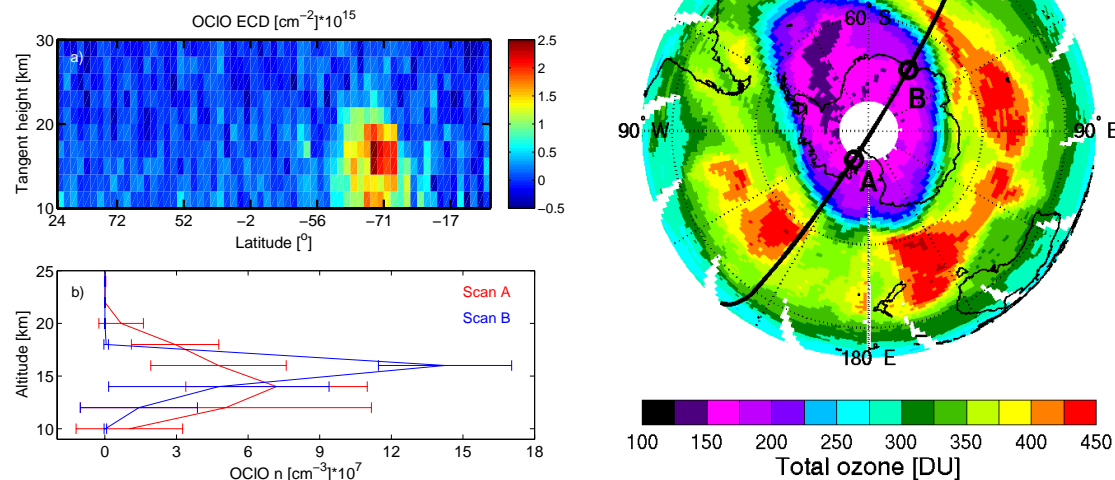 OClO ECD [cm⁻²]*10¹⁵
a)
Tangent height [km]
30
20
10
24 72 52 −2 −56 −71 −17
Latitude [º]
2.5
2
1.5
1
0.5
0
−0.5
b)
Scan A
Scan B
Altitude [km]
25
20
15
10
0 3 6 9 12 15 18
OClO n [cm⁻³]*10⁷
60 S
B
90° W
90° E
A
180 E
100 150 200 250 300 350 400 450
Total ozone [DU]